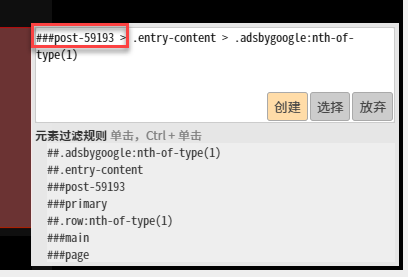 ###post-59193 > .entry-content > .adsbygoogle:nth-of-
type(1)
创建 选择 放弃
元素过滤规则 单击，Ctrl + 单击
##.adsbygoogle:nth-of-type(1)
##.entry-content
###post-59193
###primary
##.row:nth-of-type(1)
###main
###page